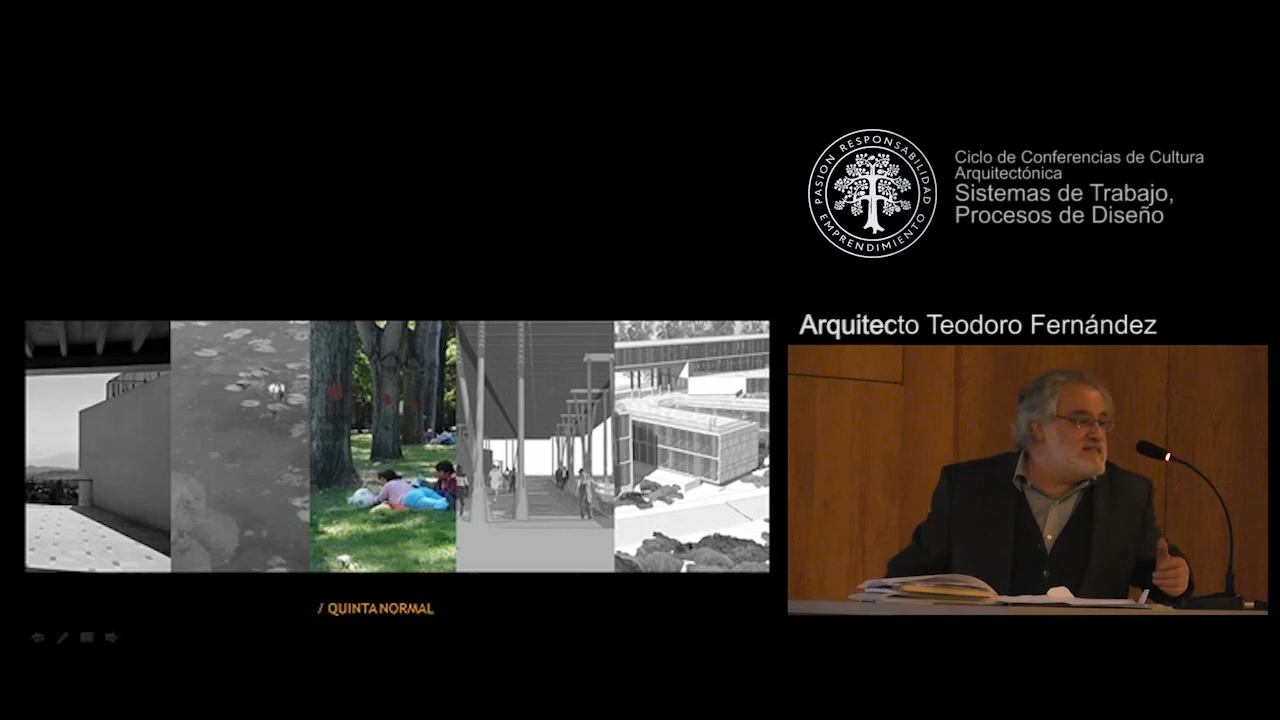 PASION RESPONSABILIDAD EMPRENDIMIENTO
Ciclo de Conferencias de Cultura
Arquitectónica
Sistemas de Trabajo,
Procesos de Diseño
Arquitecto Teodoro Fernández
/ QUINTA NORMAL